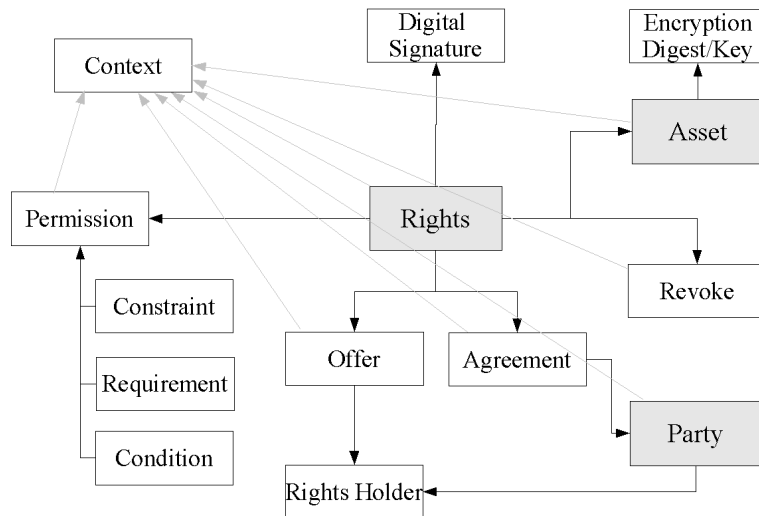 Digital
Signature
Encryption
Digest/Key
Context
Asset
Permission
Rights
Revoke
Constraint
Offer
Agreement
Requirement
Party
Condition
Rights Holder